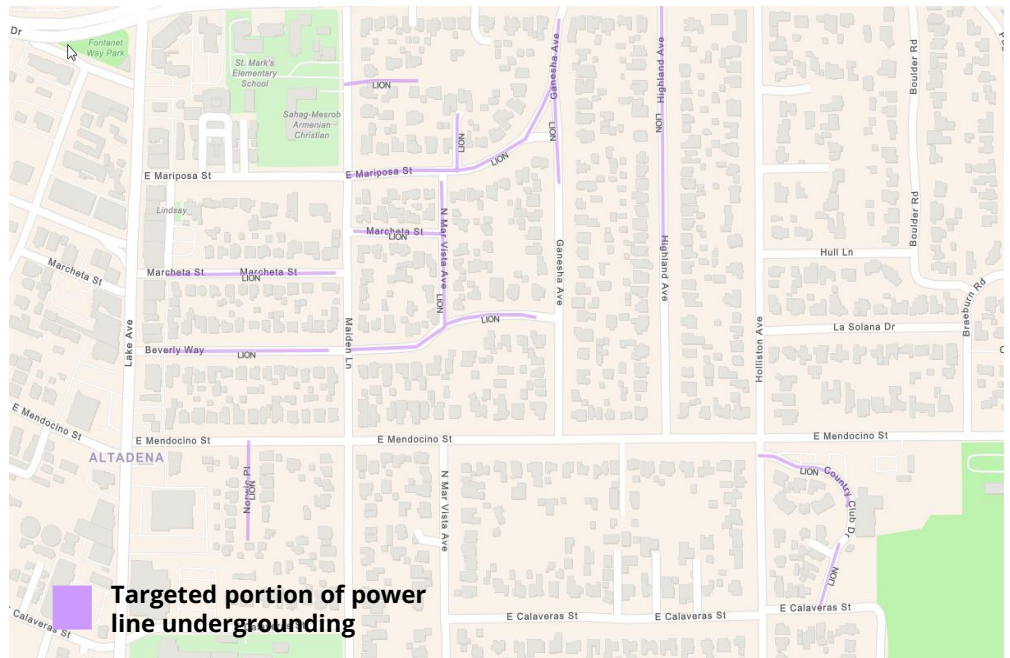 Dr
Fontanet
Way Park
St. Mark's
Elementary
School
Sahag-Mesrob
Armenian
Christian
LION
Ganesha Ave
Highland Ave
Boulder Rd
LION
LION
LION
LION
E Mariposa St
E Mariposa St
Lindsay
N Mar Vista Ave
Marcheta St
LION
Boulder Rd
Marcheta St
Marcheta St
Marcheta St
LION
Ganesha Ave
Highland Ave
Hull Ln
Braeburn Rd
LION
LION
Lake Ave
Maiden Ln
Holliston Ave
La Solana Dr
Beverly Way
LION
E Mendocino St
E Mendocino St
E Mendocino St
E Mendocino St
ALTADENA
LION
N Mar Vista Ave
LION
Country Club Dr
LION
Targeted portion of power
line undergrounding
E Calaveras St
E Calaveras St
E Calaveras St
Calaveras St